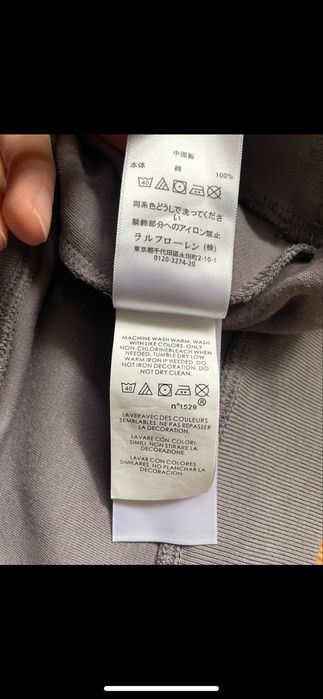 中国製
本体 綿 100%
40
同系色どうしで洗ってくださ
い
装飾部分へのアイロン禁止
ラルフローレン (株)
東京都千代田区永田町2-10-1
0120-3274-20
MACHINE WASH WARM. WASH
WITH LIKE COLORS. ONLY
NON-CHLORINEBLEACH WHEN
NEEDED. TUMBLE DRY LOW.
WARM IRON IF NEEDED. DO
NOT IRON DECORATION. DO
NOT DRY CLEAN.
40
nº1529®
LAVERAVEC DES COULEURS
SEMBLABLES. NE PAS REPASSER
LA DECORATION.
LAVARE CON COLORI
SIMILI. NON STIRARE LA
DECORAZIONE.
LAVAR CON COLORES
SIMILARES. NO PLANCHAR LA
DECORACION